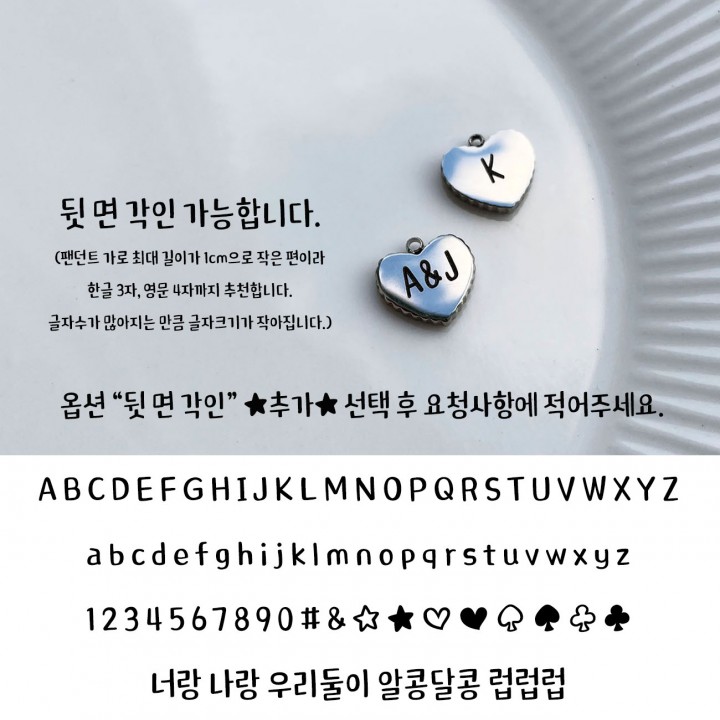 K
A&J
뒷 면 각인 가능합니다.
(팬던트 가로 최대 길이가 1cm으로 작은 편이라
한글 3자, 영문 4자까지 추천합니다.
글자수가 많아지는 만큼 글자크기가 작아집니다.)
옵션 “뒷 면 각인” ★추가★ 선택 후 요청사항에 적어주세요.
ABCDEFGHIJKLMNOPQRSTUVWXYZ
abcdefghijklmnopqrstuvwxyz
1234567890#&☆★♡♥♤♠♧♣
너랑 나랑 우리둘이 알콩달콩 럽럽럽